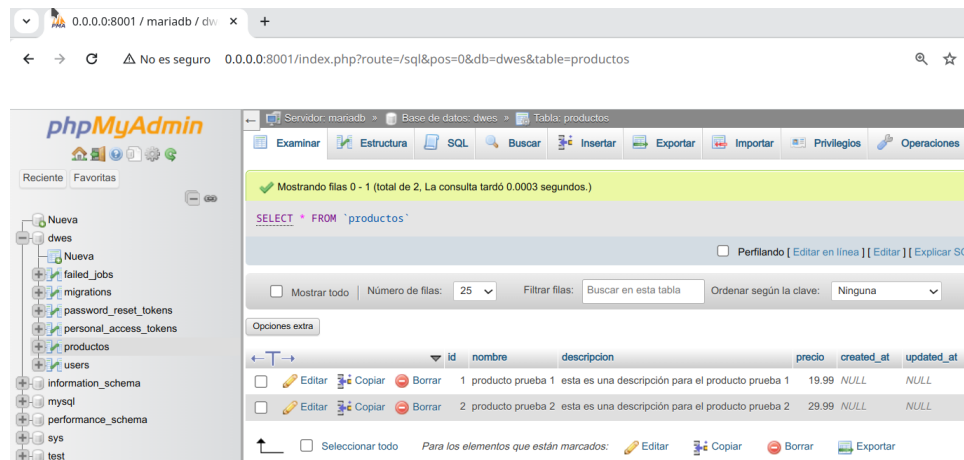 0.0.0.0:8001 / mariadb / dw
No es seguro 0.0.0.0:8001/index.php?route=/sql&pos=0&db=dwes&table=productos
phpMyAdmin
Reciente Favoritas
Nueva
dwes
Nueva
failed_jobs
migrations
password_reset_tokens
personal_access_tokens
productos
users
information_schema
mysql
performance_schema
sys
test
Servidor: mariadb » Base de datos: dwes » Tabla: productos
Examinar Estructura SQL Buscar Insertar Exportar Importar Privilegios Operaciones
Mostrando filas 0 - 1 (total de 2, La consulta tardó 0.0003 segundos.)
SELECT * FROM `productos`
Perfilando [ Editar en línea ] [ Editar ] [ Explicar SQ
Mostrar todo Número de filas: 25 Filtrar filas: Buscar en esta tabla Ordenar según la clave: Ninguna
Opciones extra
←T→ id nombre descripcion precio created_at updated_at
Editar Copiar Borrar 1 producto prueba 1 esta es una descripción para el producto prueba 1 19.99 NULL NULL
Editar Copiar Borrar 2 producto prueba 2 esta es una descripción para el producto prueba 2 29.99 NULL NULL
Seleccionar todo Para los elementos que están marcados: Editar Copiar Borrar Exportar